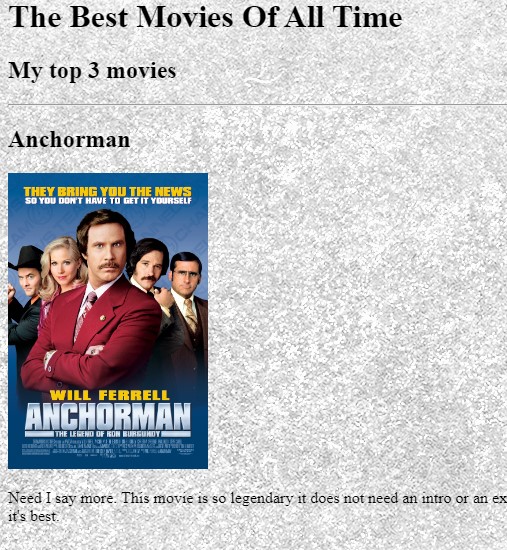 The Best Movies Of All Time
My top 3 movies
Anchorman
THEY BRING YOU THE NEWS
SO YOU DON'T HAVE TO GET IT YOURSELF
WILL FERRELL
ANCHORMAN
THE LEGEND OF RON BURGUNDY
Need I say more. This movie is so legendary it does not need an intro or an ex
it's best.